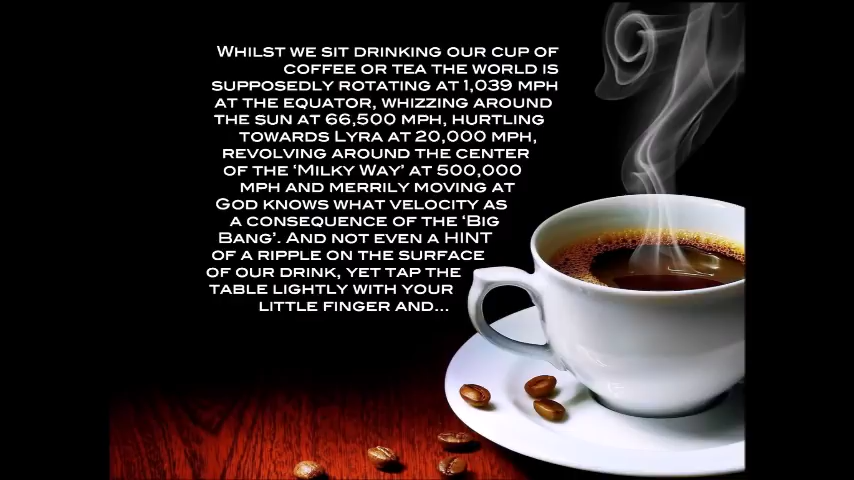 Whilst we sit drinking our cup of
coffee or tea the world is
supposedly rotating at 1,039 mph
at the equator, whizzing around
the sun at 66,500 mph, hurtling
towards Lyra at 20,000 mph,
revolving around the center
of the ‘Milky Way’ at 500,000
mph and merrily moving at
God knows what velocity as
a consequence of the ‘Big
Bang’. And not even a HINT
of a ripple on the surface
of our drink, yet tap the
table lightly with your
little finger and...